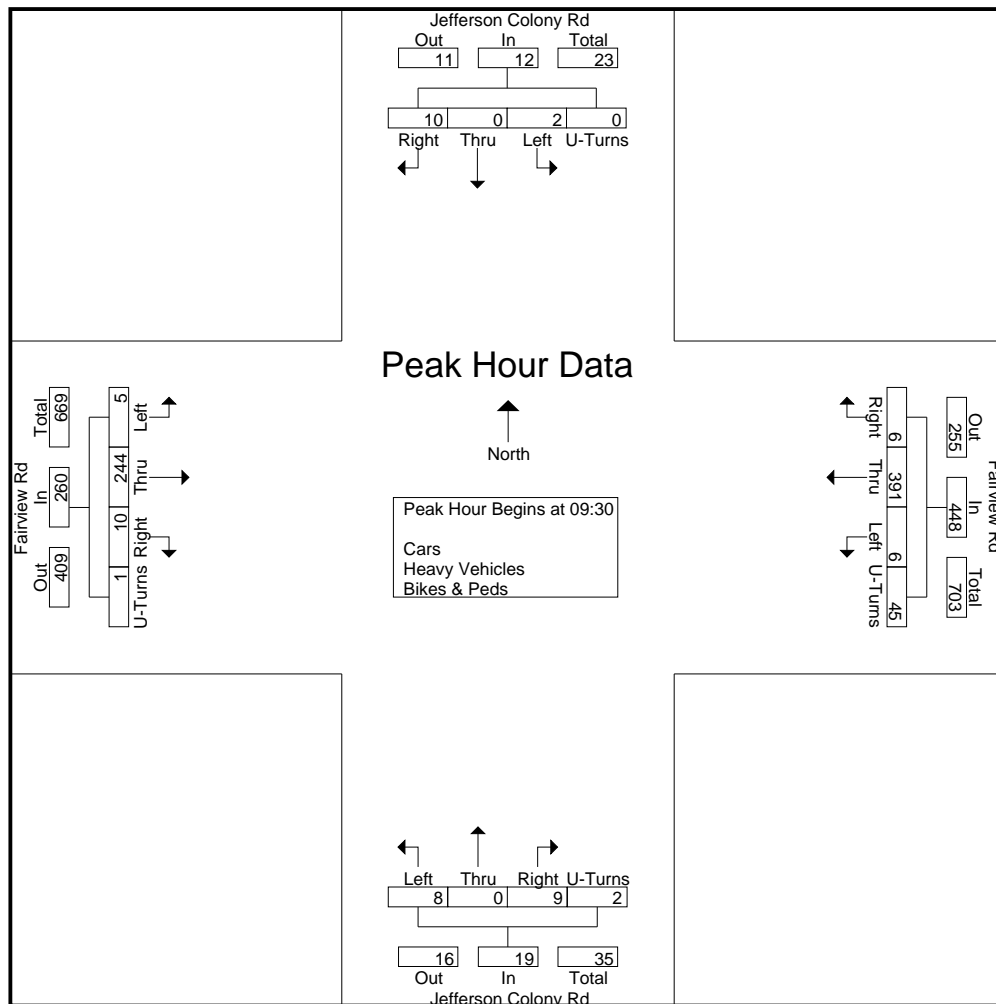 Jefferson Colony Rd
Out In Total
11 12 23
10 0 2 0
Right Thru Left U-Turns
Peak Hour Data
North
Peak Hour Begins at 09:30
Cars
Heavy Vehicles
Bikes & Peds
Fairview Rd
Out In Total
409 260 669
1 10 244 5
U-Turns Right Thru Left
Fairview Rd
Out In Total
255 448 703
6 391 6 45
Right Thru Left U-Turns
Left Thru Right U-Turns
8 0 9 2
16 19 35
Out In Total
Jefferson Colony Rd